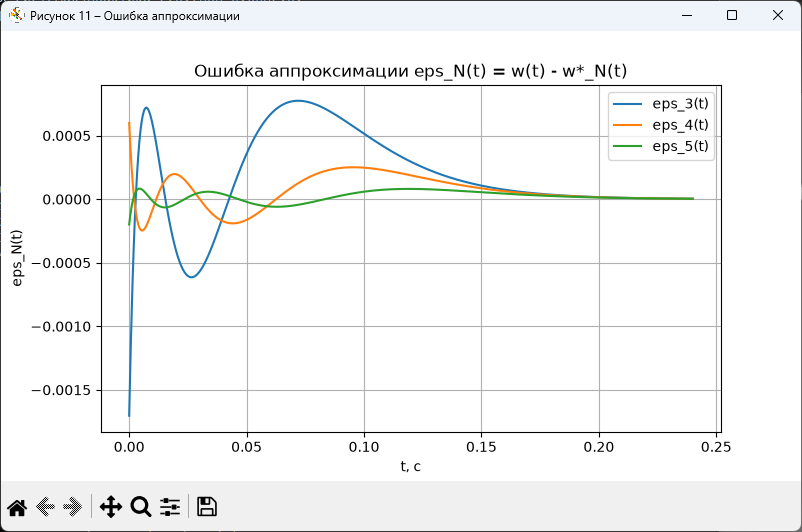 Рисунок 11 – Ошибка аппроксимации
Ошибка аппроксимации eps_N(t) = w(t) - w*_N(t)
eps_3(t)
eps_4(t)
eps_5(t)
0.0005
0.0000
−0.0005
−0.0010
−0.0015
eps_N(t)
0.00 0.05 0.10 0.15 0.20 0.25
t, c